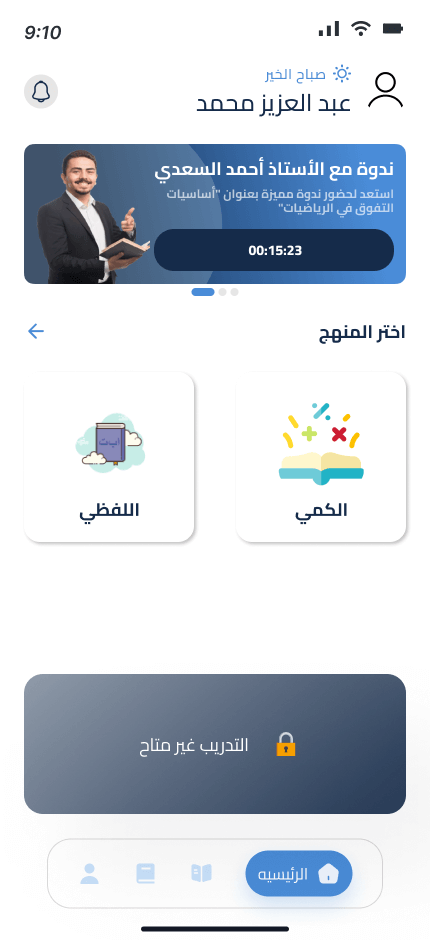 9:10
صباح الخير
عبد العزيز محمد
ندوة مع الأستاذ أحمد السعدي
استعد لحضور ندوة مميزة بعنوان "أساسيات
التفوق في الرياضيات"
00:15:23
اختر المنهج
الكمي
اللفظي
أ ب ت
التدريب غير متاح
الرئيسيه